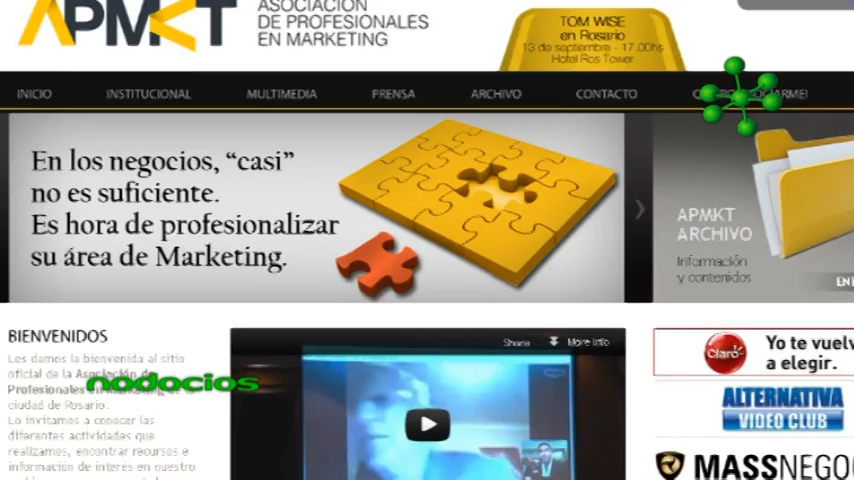 APMKT
ASOCIACIÓN
DE PROFESIONALES
EN MARKETING
TOM WISE
en Rosario
13 de septiembre - 17.00hs
Hotel Ros Tower
INICIO
INSTITUCIONAL
MULTIMEDIA
PRENSA
ARCHIVO
CONTACTO
En los negocios, “casi”
no es suficiente.
Es hora de profesionalizar
su área de Marketing.
APMKT
ARCHIVO
Información
y contenidos
BIENVENIDOS
Les damos la bienvenida al sitio
oficial de la Asociación de
Profesionales en Marketing de la
ciudad de Rosario.
Lo invitamos a conocer las
diferentes actividades que
realizamos, encontrar recursos e
información de interés en nuestro
nodocios
Share
More info
Claro
Yo te vuelv
a elegir.
ALTERNATIVA
VIDEO CLUB
MASSNEGO